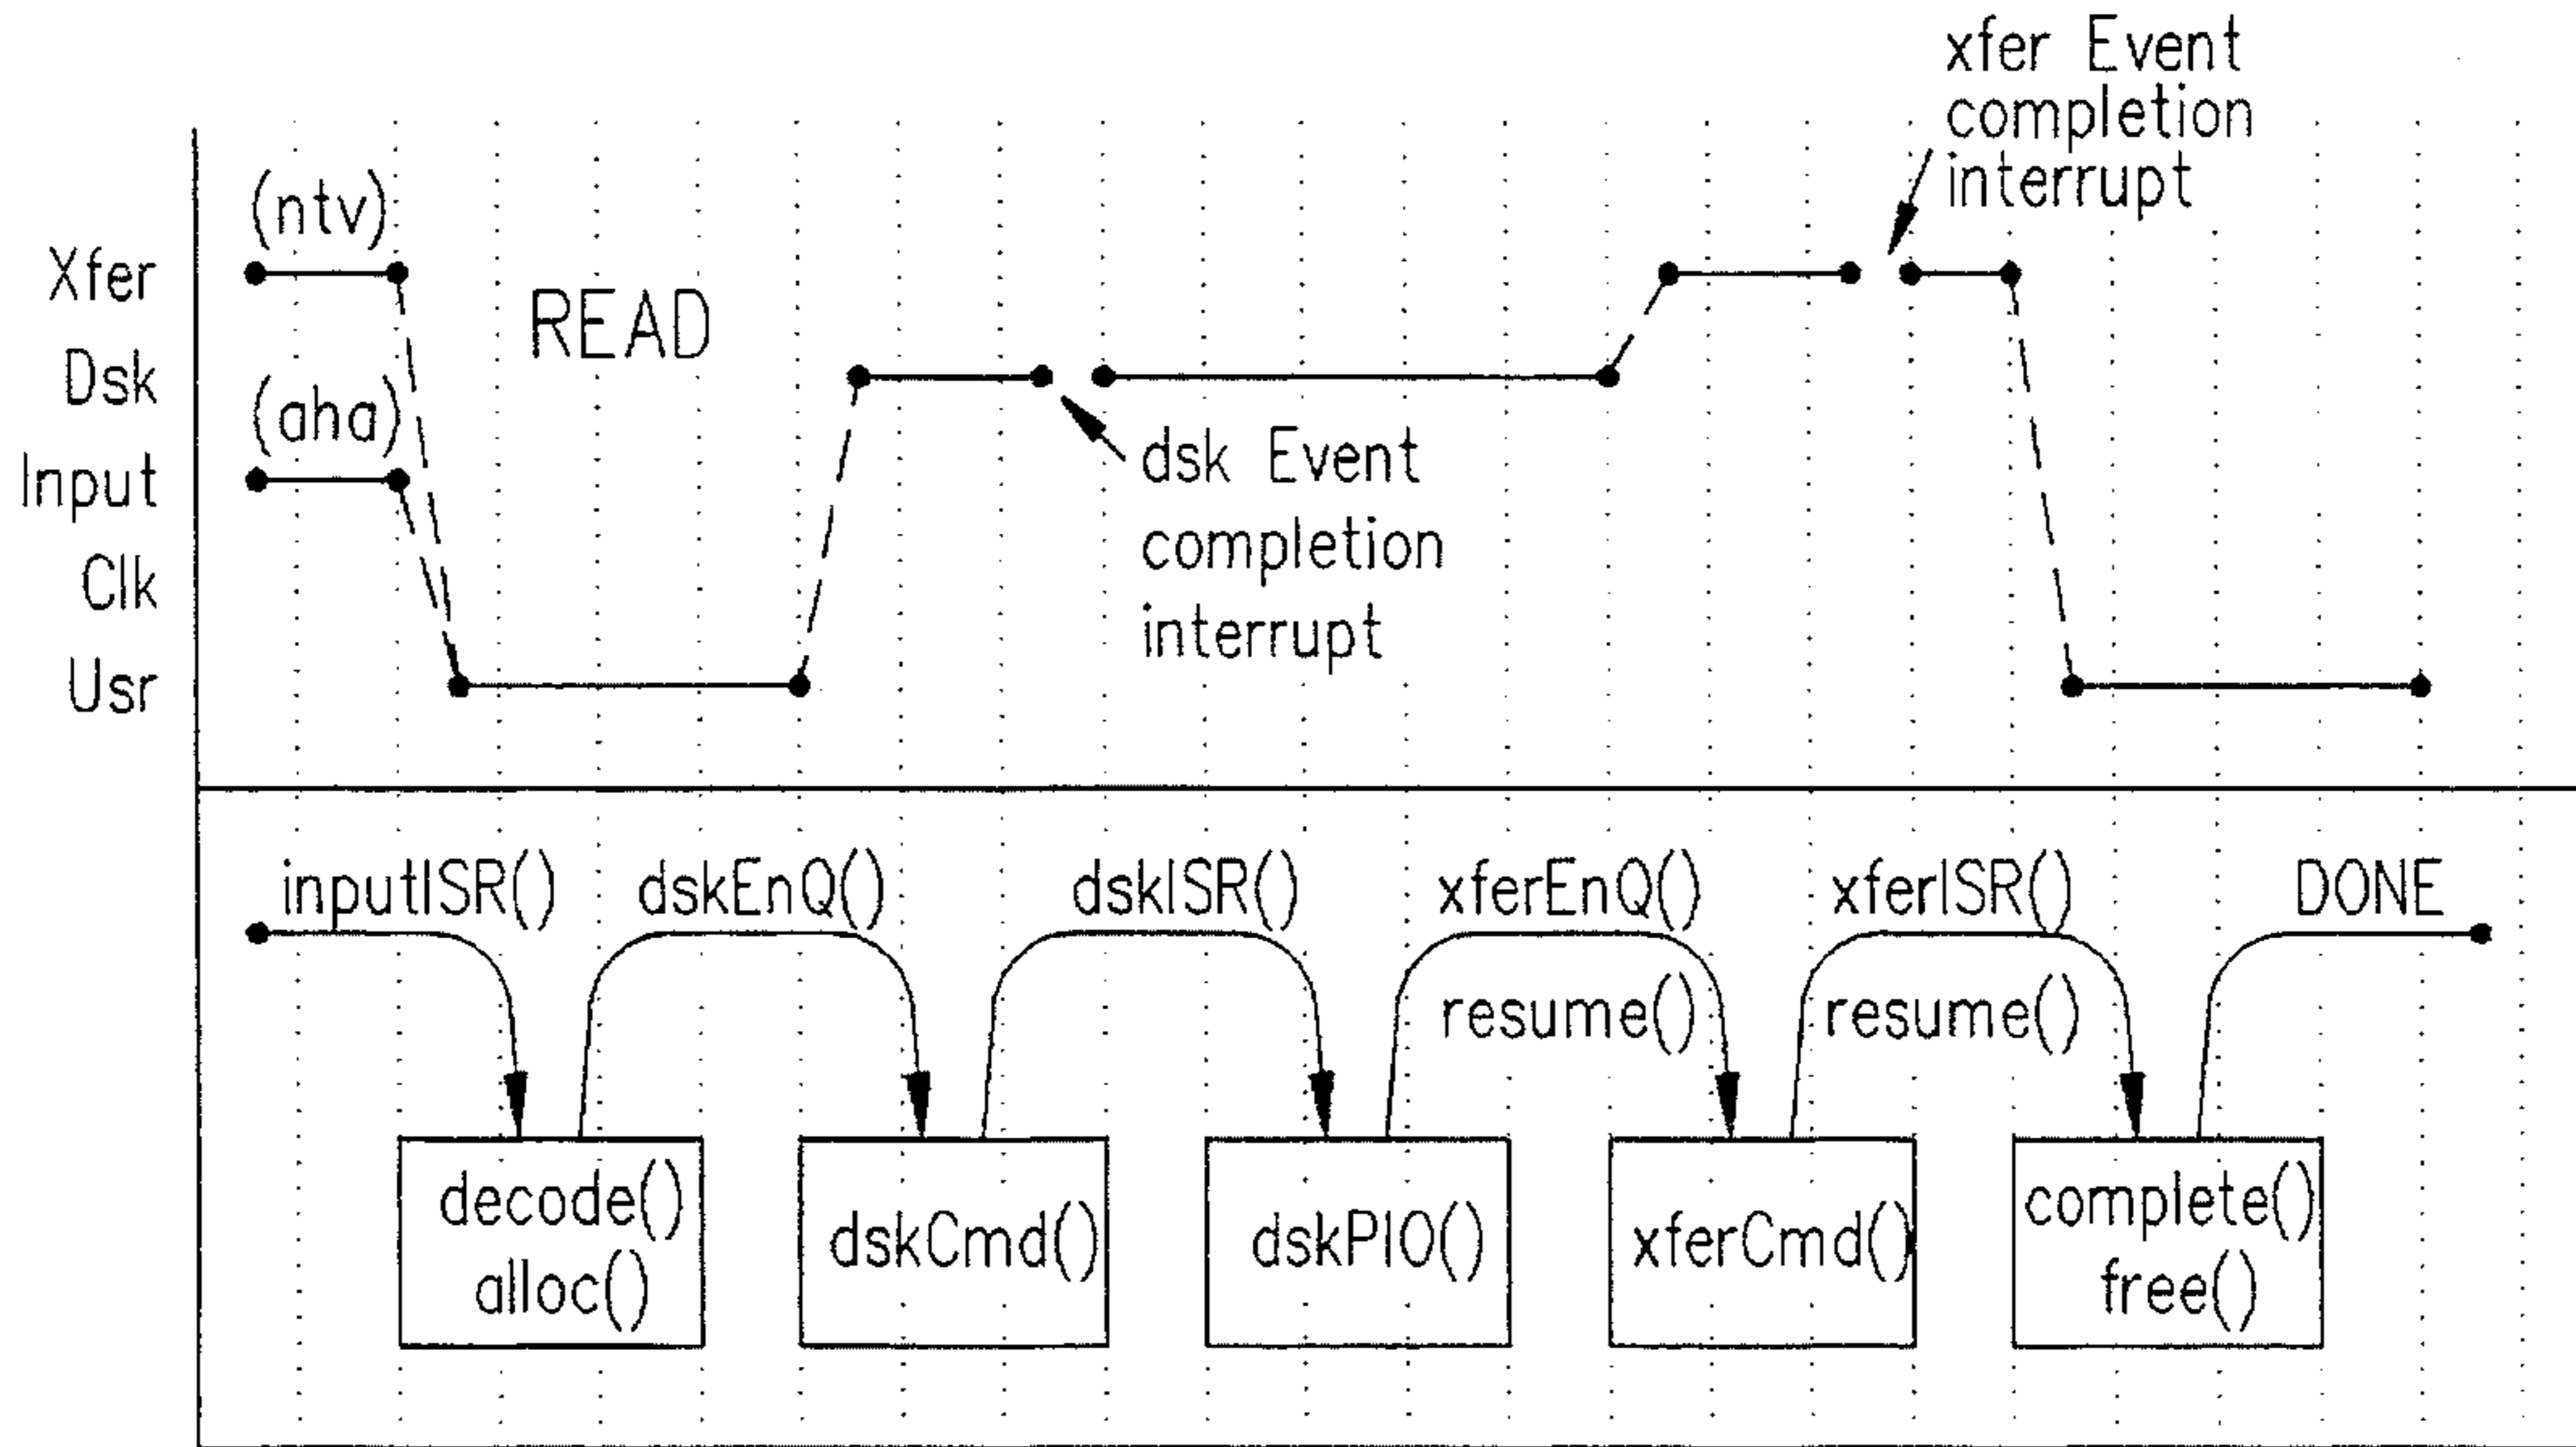 xfer Event
completion
interrupt
(ntv)
Xfer
READ
Dsk
(aha)
dsk Event
Input
completion
Clk
interrupt
Usr
inputISR()
dskEnQ()
dskISR()
xferEnQ()
xferISR()
DONE
resume()
resume()
decode()
alloc()
dskCmd()
dskPIO()
xferCmd()
complete()
free()